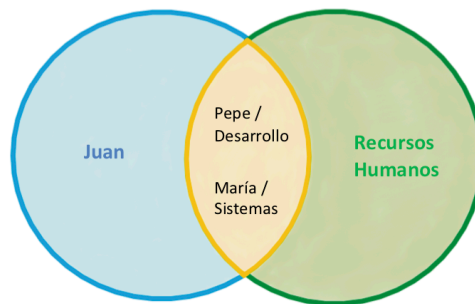 Juan
Pepe /
Desarrollo
María /
Sistemas
Recursos
Humanos